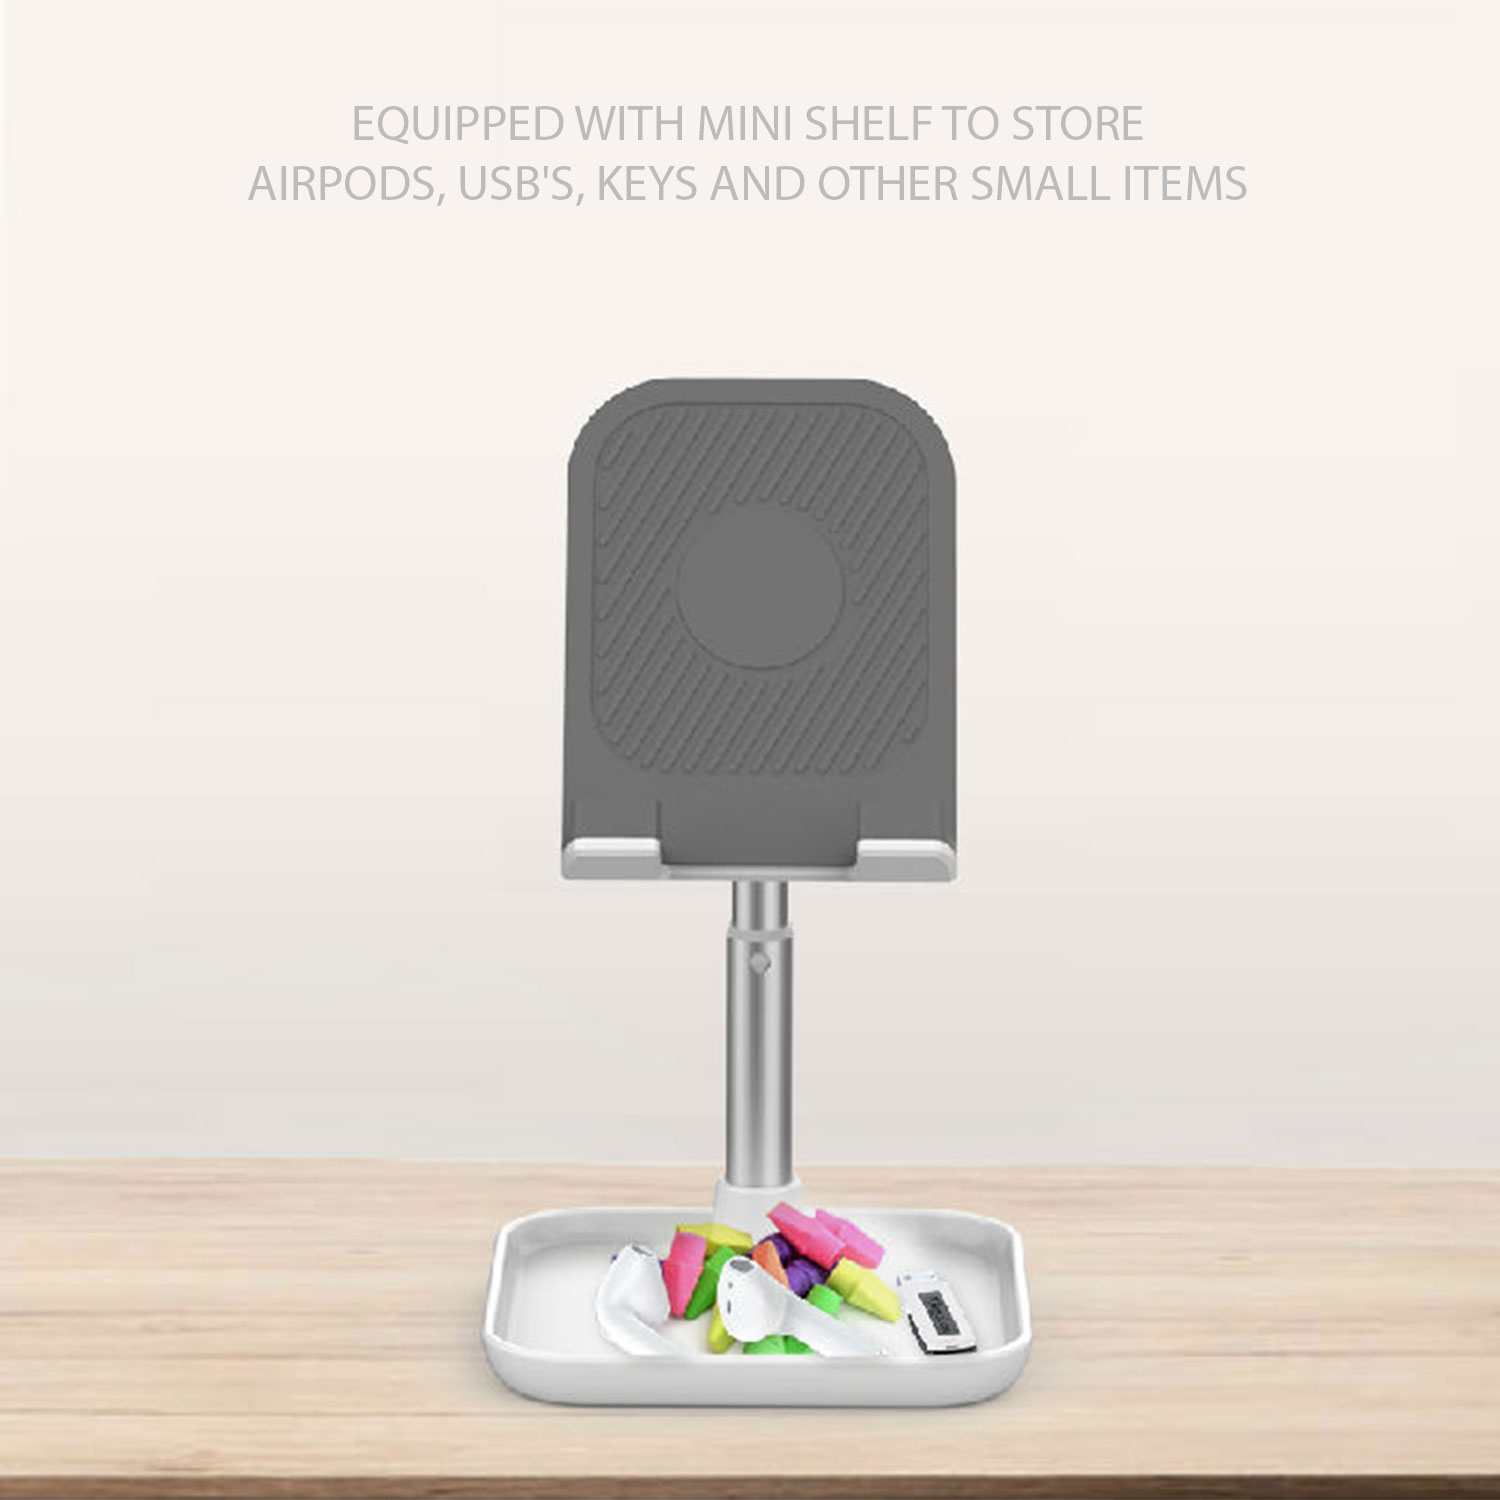 EQUIPPED WITH MINI SHELF TO STORE
AIRPODS, USB'S, KEYS AND OTHER SMALL ITEMS